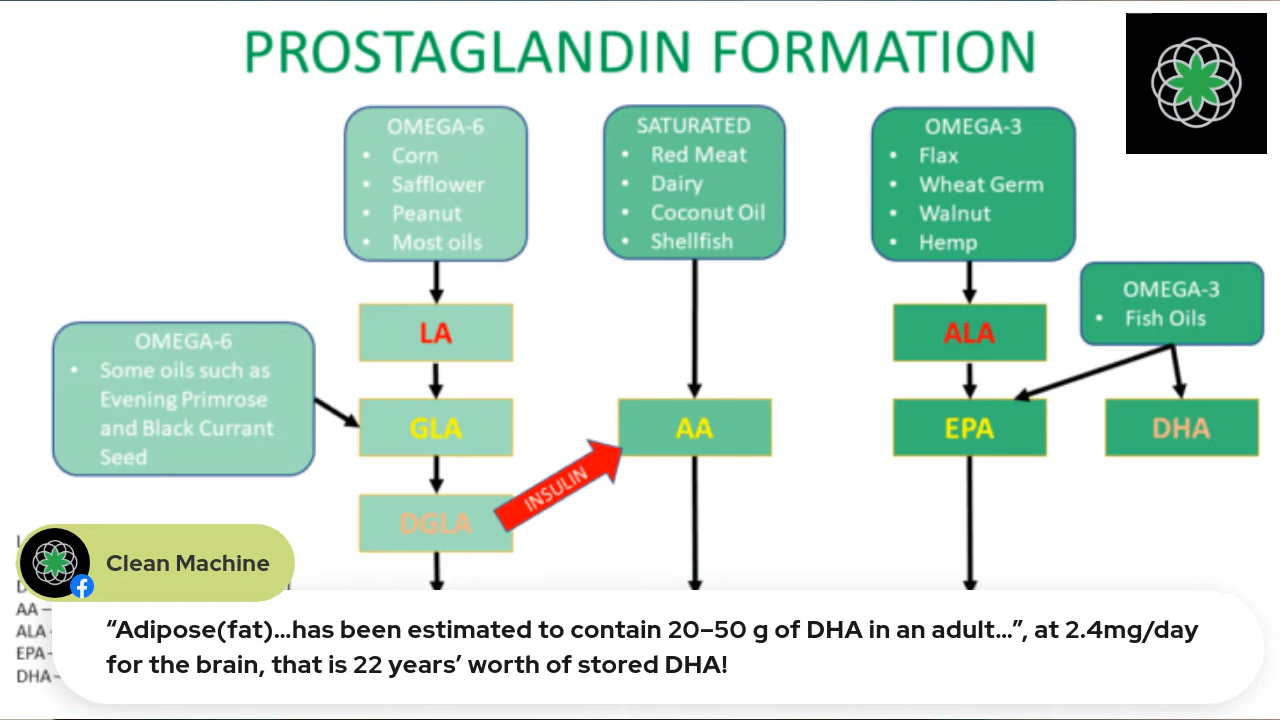 PROSTAGLANDIN FORMATION
OMEGA-6
• Corn
• Safflower
• Peanut
• Most oils
SATURATED
• Red Meat
• Dairy
• Coconut Oil
• Shellfish
OMEGA-3
• Flax
• Wheat Germ
• Walnut
• Hemp
OMEGA-3
• Fish Oils
LA
ALA
OMEGA-6
• Some oils such as
Evening Primrose
and Black Currant
Seed
GLA
AA
EPA
DHA
INSULIN
DGLA
Clean Machine
AA –
ALA
EPA-
DHA–
“Adipose(fat)...has been estimated to contain 20–50 g of DHA in an adult...”, at 2.4mg/day
for the brain, that is 22 years’ worth of stored DHA!